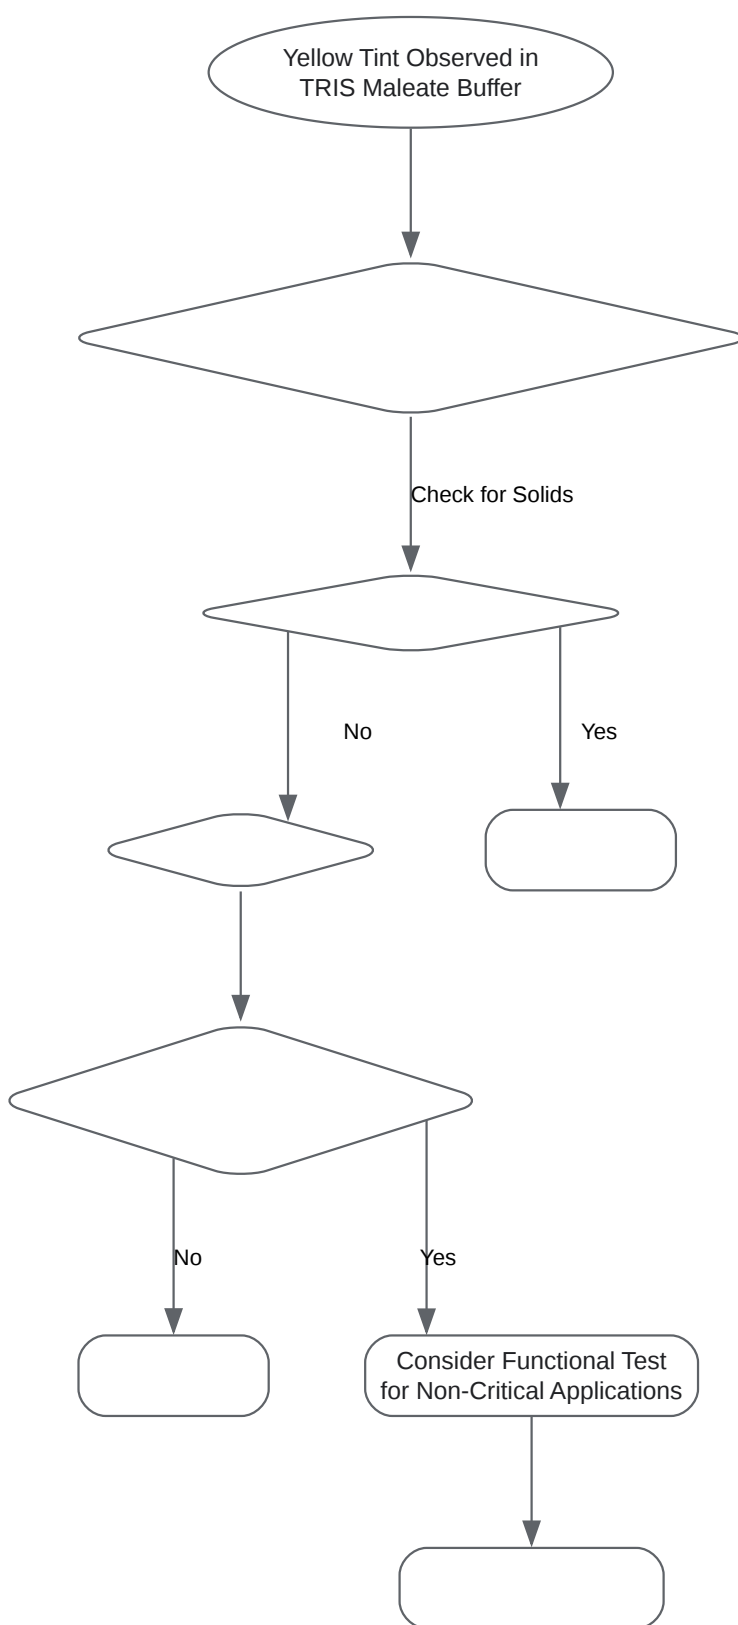 Yellow Tint Observed in
TRIS Maleate Buffer
Check for Solids
No
Yes
No
Yes
Consider Functional Test
for Non-Critical Applications